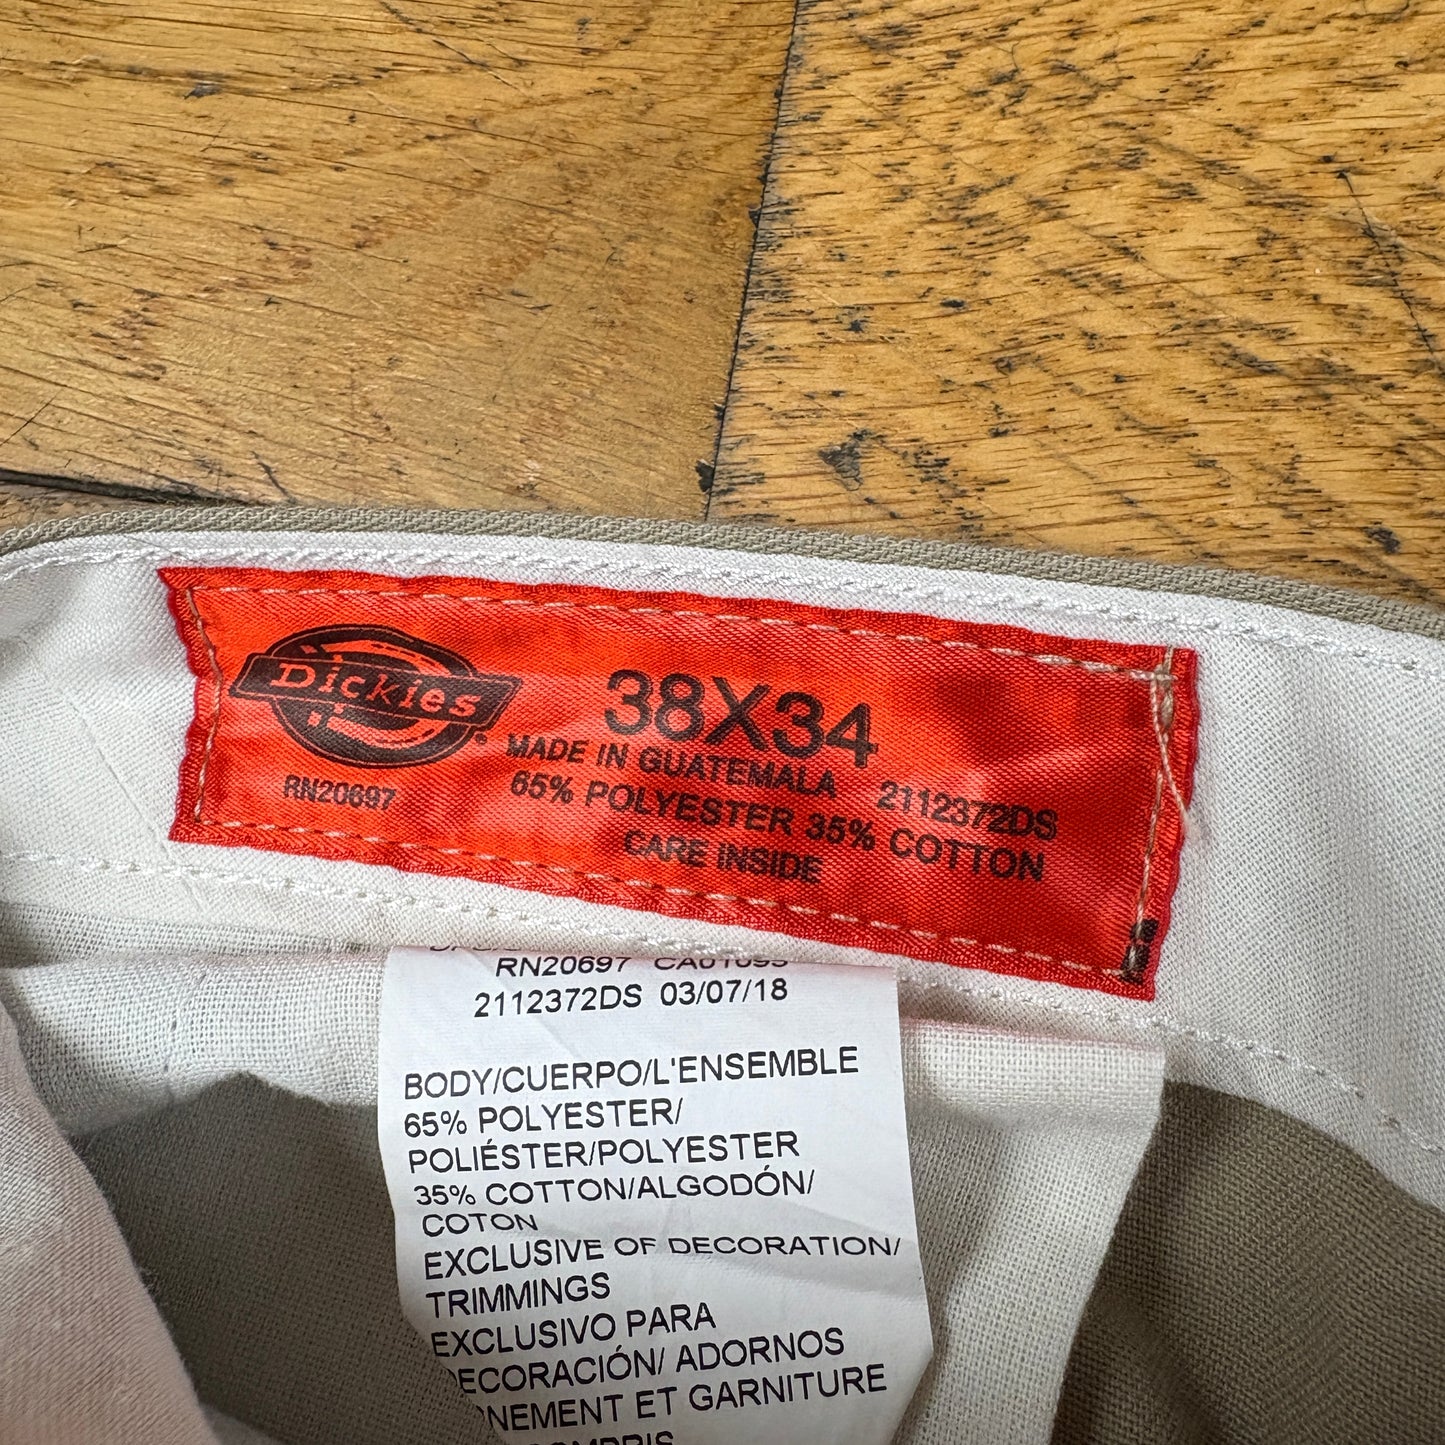 Dickies
RN20697
38X34
MADE IN GUATEMALA 2112372DS
65% POLYESTER 35% COTTON
CARE INSIDE
RN20697 CA01095
2112372DS 03/07/18
BODY/CUERPO/L'ENSEMBLE
65% POLYESTER/
POLIÉSTER/POLYESTER
35% COTTON/ALGODÓN/
COTON
EXCLUSIVE OF DECORATION/
TRIMMINGS
EXCLUSIVO PARA
DECORACIÓN/ ADORNOS
NEMENT ET GARNITURE